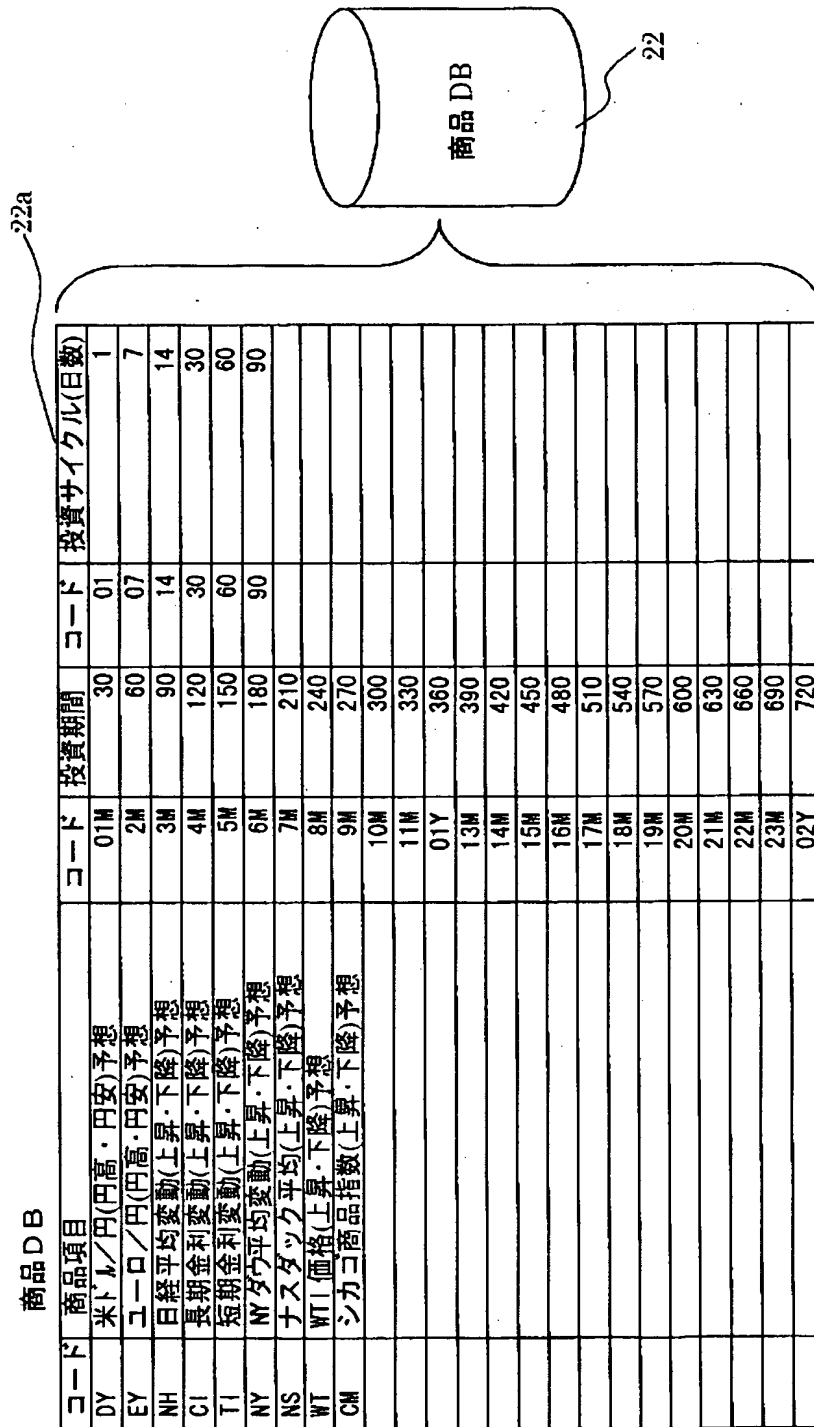 商品DB
コード 商品項目 コード 投資期間 コード 投資サイクル(日数)
DY 米ドル/円(円高・円安)予想 01M 30 01 1
EY ユーロ/円(円高・円安)予想 2M 60 07 7
NH 日経平均変動(上昇・下降)予想 3M 90 14 14
CI 長期金利変動(上昇・下降)予想 4M 120 30 30
TI 短期金利変動(上昇・下降)予想 5M 150 60 60
NY NYダウ平均変動(上昇・下降)予想 6M 180 90 90
NS ナスダック平均(上昇・下降)予想 7M 210
WT WTI価格(上昇・下降)予想 8M 240
CM シカコ商品指数(上昇・下降)予想 9M 270
10M 300
11M 330
01Y 360
13M 390
14M 420
15M 450
16M 480
17M 510
18M 540
19M 570
20M 600
21M 630
22M 660
23M 690
02Y 720
22a
商品 DB
22